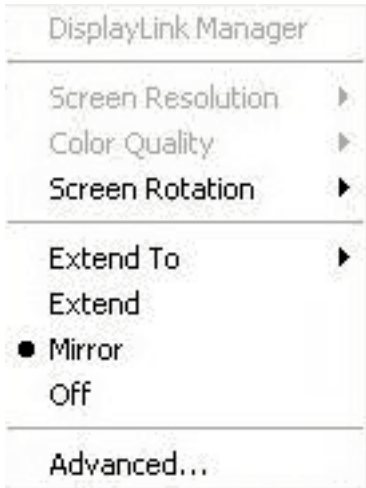 DisplayLink Manager
Screen Resolution
Color Quality
Screen Rotation
Extend To
Extend
Mirror
Off
Advanced...